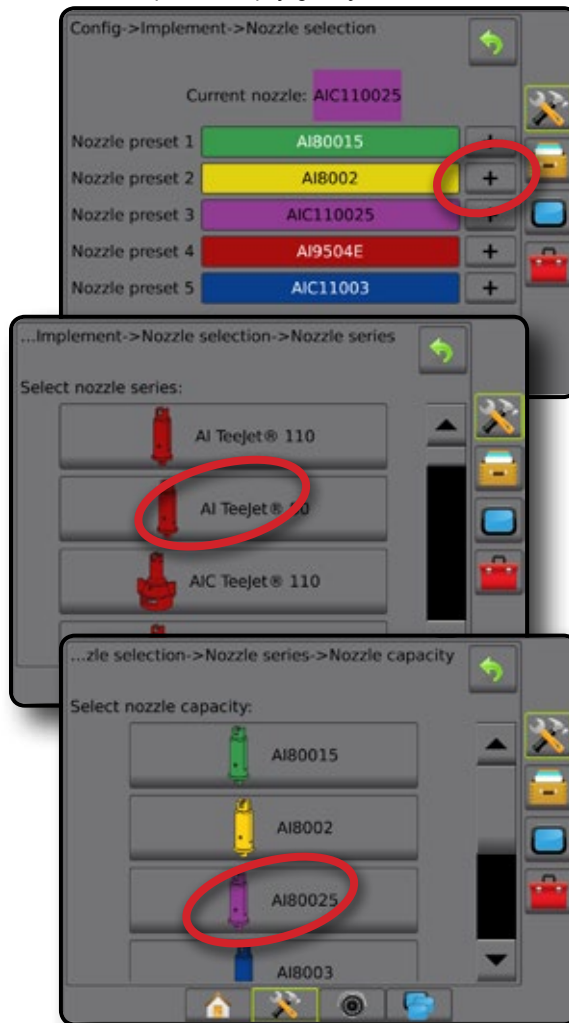 Config->Implement->Nozzle selection
Current nozzle: AIC110025
Nozzle preset 1 AI80015 +
Nozzle preset 2 AI8002 +
Nozzle preset 3 AIC110025 +
Nozzle preset 4 AI9504E +
Nozzle preset 5 AIC11003 +
...Implement->Nozzle selection->Nozzle series
Select nozzle series:
AI TeeJet® 110
AI TeeJet® 80
AIC TeeJet® 110
...zle selection->Nozzle series->Nozzle capacity
Select nozzle capacity:
AI80015
AI8002
AI80025
AI8003